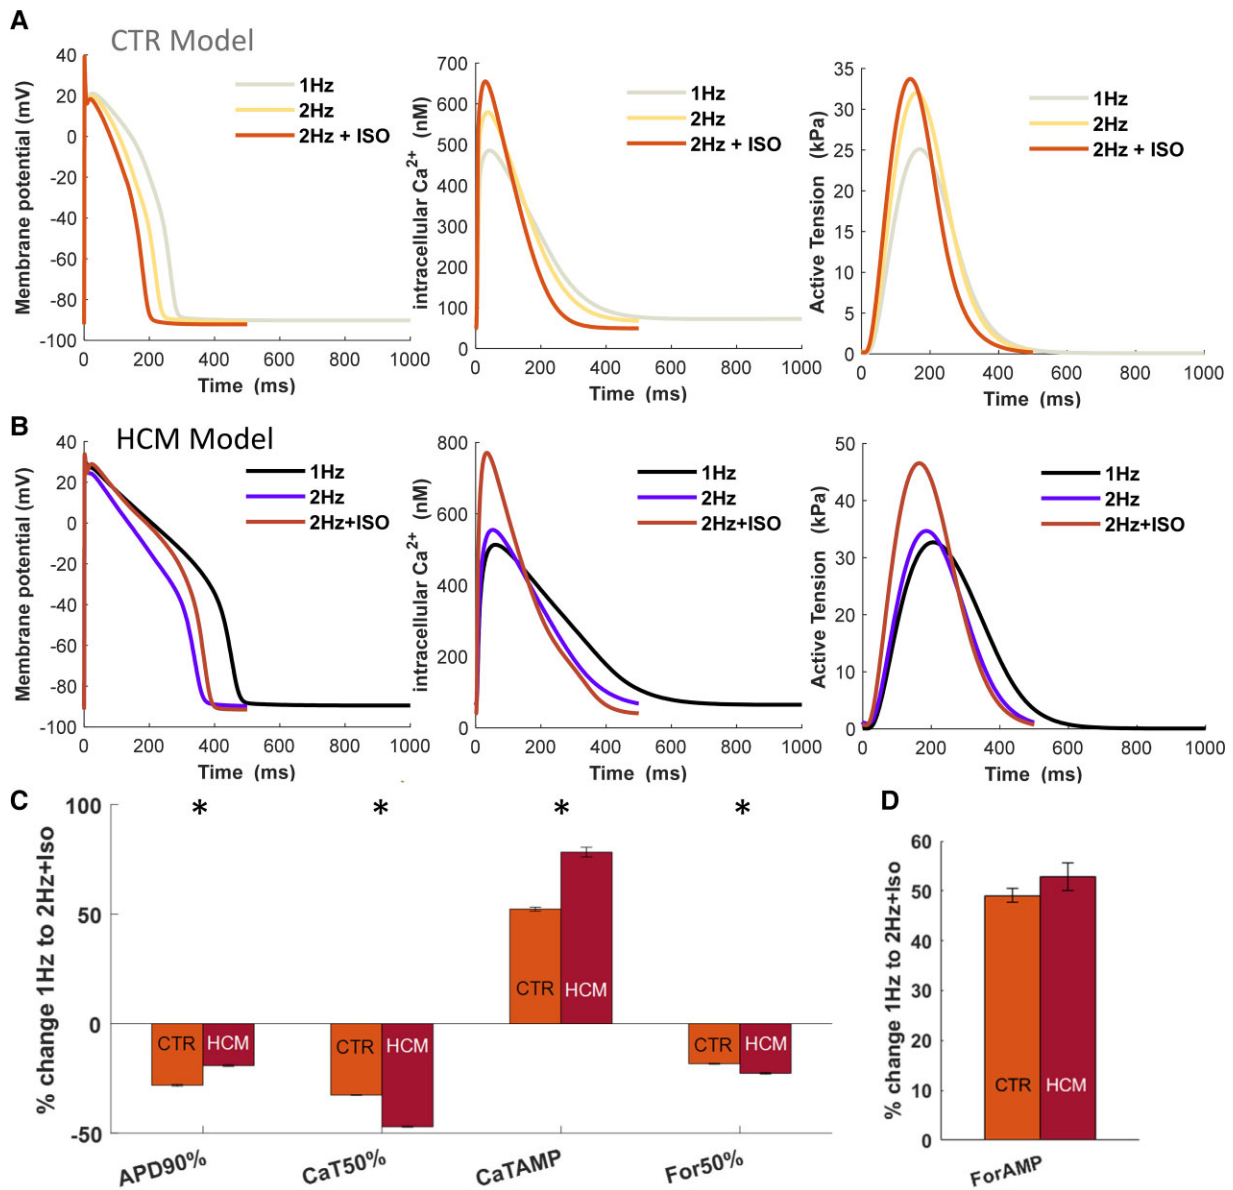 A
CTR Model
Membrane potential (mV)
40
20
0
-20
-40
-60
-80
-100
1Hz
2Hz
2Hz + ISO
0
200
400
600
800
1000
Time (ms)
intracellular Ca²⁺ (nM)
700
600
500
400
300
200
100
0
1Hz
2Hz
2Hz + ISO
0
200
400
600
800
1000
Time (ms)
Active Tension (kPa)
35
30
25
20
15
10
5
0
1Hz
2Hz
2Hz + ISO
0
200
400
600
800
1000
Time (ms)
B
HCM Model
Membrane potential (mV)
40
20
0
-20
-40
-60
-80
-100
1Hz
2Hz
2Hz+ISO
0
200
400
600
800
1000
Time (ms)
intracellular Ca²⁺ (nM)
800
600
400
200
0
1Hz
2Hz
2Hz+ISO
0
200
400
600
800
1000
Time (ms)
Active Tension (kPa)
50
40
30
20
10
0
1Hz
2Hz
2Hz+ISO
0
200
400
600
800
1000
Time (ms)
C
% change 1Hz to 2Hz+Iso
100
50
0
-50
* * * *
CTR HCM
CTR HCM
CTR HCM
CTR HCM
APD90%
CaT50%
CaTAMP
For50%
D
% change 1Hz to 2Hz+Iso
60
50
40
30
20
10
0
CTR HCM
ForAMP